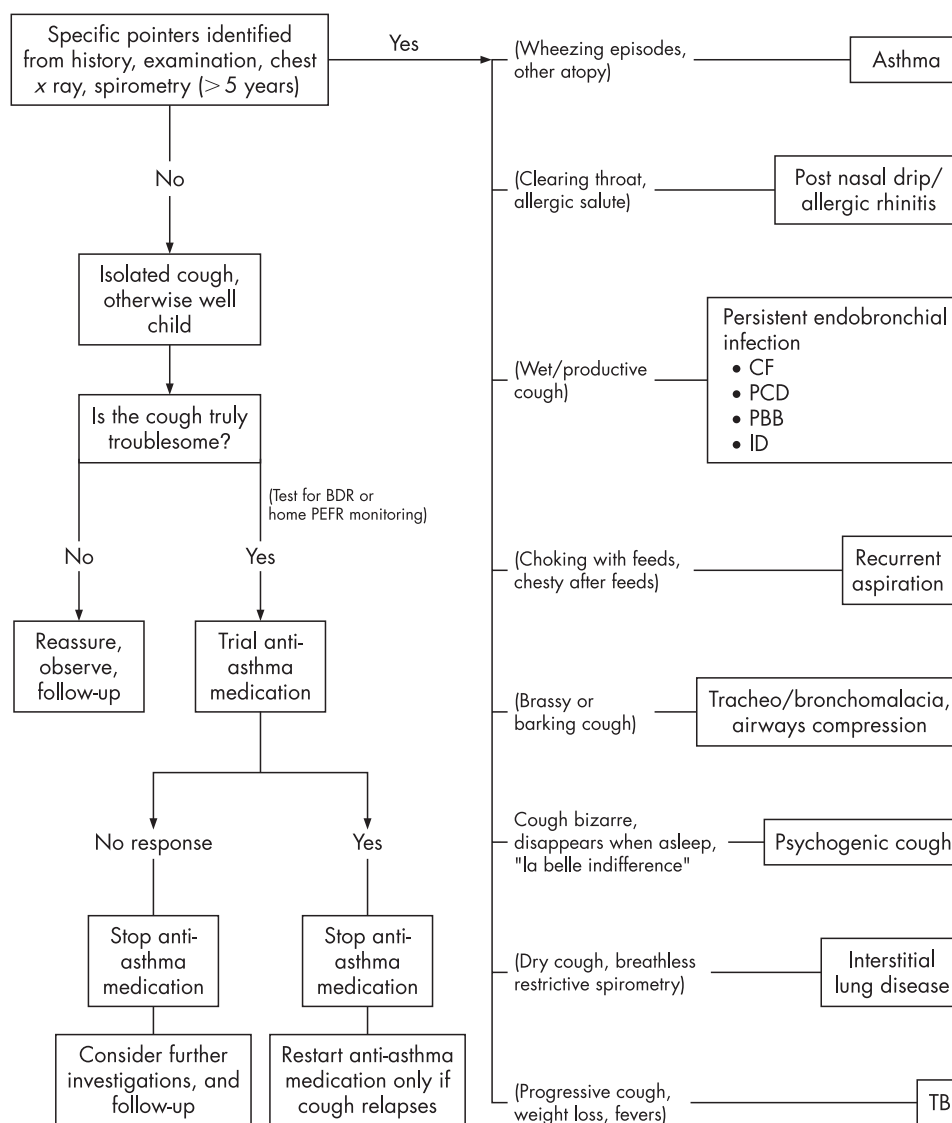 Specific pointers identified
from history, examination, chest
x ray, spirometry (>5 years)
Yes
No
Isolated cough,
otherwise well
child
Is the cough truly
troublesome?
(Test for BDR or
home PEFR monitoring)
No
Yes
Reassure,
observe,
follow-up
Trial anti-
asthma
medication
No response
Yes
Stop anti-
asthma
medication
Stop anti-
asthma
medication
Consider further
investigations, and
follow-up
Restart anti-asthma
medication only if
cough relapses
(Wheezing episodes,
other atopy)
Asthma
(Clearing throat,
allergic salute)
Post nasal drip/
allergic rhinitis
(Wet/productive
cough)
Persistent endobronchial
infection
• CF
• PCD
• PBB
• ID
(Choking with feeds,
chesty after feeds)
Recurrent
aspiration
(Brassy or
barking cough)
Tracheo/bronchomalacia,
airways compression
Cough bizarre,
disappears when asleep,
"la belle indifference"
Psychogenic cough
(Dry cough, breathless
restrictive spirometry)
Interstitial
lung disease
(Progressive cough,
weight loss, fevers)
TB